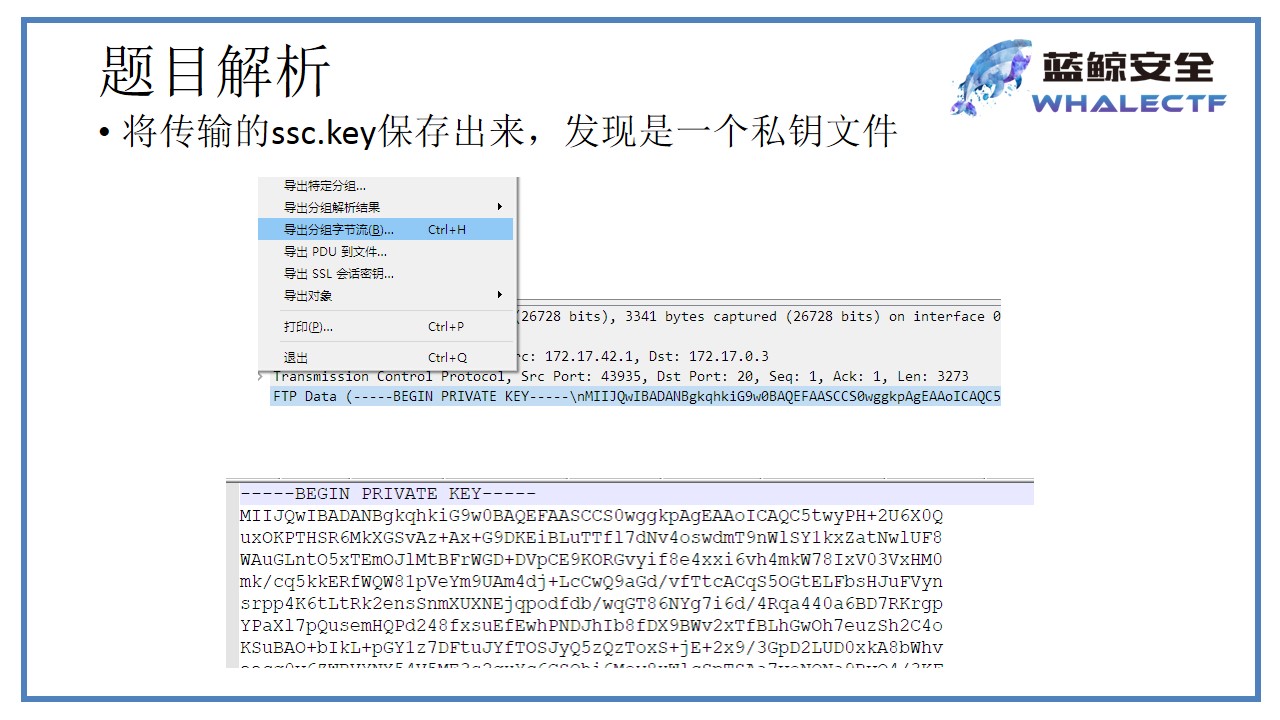 题目解析
蓝鲸安全
WHALECTF
• 将传输的ssc.key保存出来，发现是一个私钥文件
导出特定分组...
导出分组解析结果
导出分组字节流(B)... Ctrl+H
导出 PDU 到文件...
导出 SSL 会话密钥...
导出对象
打印(P)... Ctrl+P
退出 Ctrl+Q
(26728 bits), 3341 bytes captured (26728 bits) on interface 0
rc: 172.17.42.1, Dst: 172.17.0.3
Transmission Control Protocol, Src Port: 43935, Dst Port: 20, Seq: 1, Ack: 1, Len: 3273
FTP Data (-----BEGIN PRIVATE KEY-----\nMIIJQwIBADANBgkqhkiG9w0BAQEFAASCCS0wggkpAgEAAoICAQC5
-----BEGIN PRIVATE KEY-----
MIIJQwIBADANBgkqhkiG9w0BAQEFAASCCS0wggkpAgEAAoICAQC5twyPH+2U6X0Q
uxOKPTHSR6MkXGSvAz+Ax+G9DKEiBLuTTfl7dNv4oswdmT9nWlSY1kxZatNwlUF8
WAuGLntO5xTEmOJlMtBFrWGD+DVpCE9KORGvyif8e4xxi6vh4mkW78IxV03VxHM0
mk/cq5kkERfWQW81pVeYm9UAm4dj+LcCwQ9aGd/vfTtcACqS5OGtELFbsHJuFVyn
srpp4K6tLtRk2ensSnmXUXNEjqpodfdb/wqGT86NYg7i6d/4Rqa440a6BD7RKrgp
YPaXl7pQusemHQPd248fxsuEfEwhPNDJhIb8fDX9BWv2xTfBLhGwOh7euzSh2C4o
KSuBAO+bIkL+pGY1z7DFtuJYfTOSJyQ5zQzToxS+jE+2x9/3GpD2LUD0xkA8bWhv